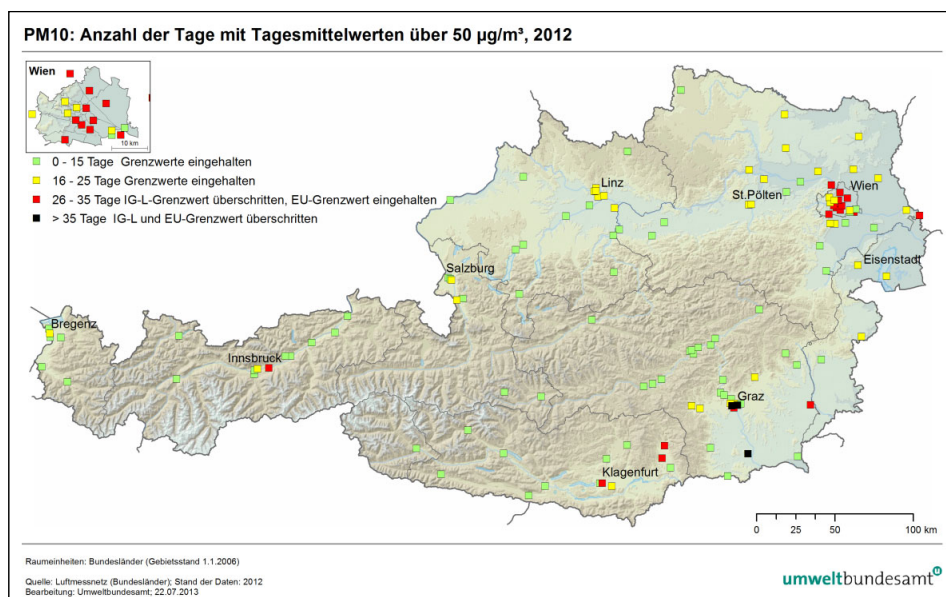 PM10: Anzahl der Tage mit Tagesmittelwerten über 50 µg/m³, 2012
Wien
10 km
0 - 15 Tage Grenzwerte eingehalten
16 - 25 Tage Grenzwerte eingehalten
26 - 35 Tage IG-L-Grenzwert überschritten, EU-Grenzwert eingehalten
> 35 Tage IG-L und EU-Grenzwert überschritten
Linz
St.Pölten
Wien
Eisenstadt
Salzburg
Bregenz
Innsbruck
Graz
Klagenfurt
0 25 50 100 km
Raumeinheiten: Bundesländer (Gebietsstand 1.1.2006)
Quelle: Luftmessnetz (Bundesländer); Stand der Daten: 2012
Bearbeitung: Umweltbundesamt; 22.07.2013
umweltbundesamt